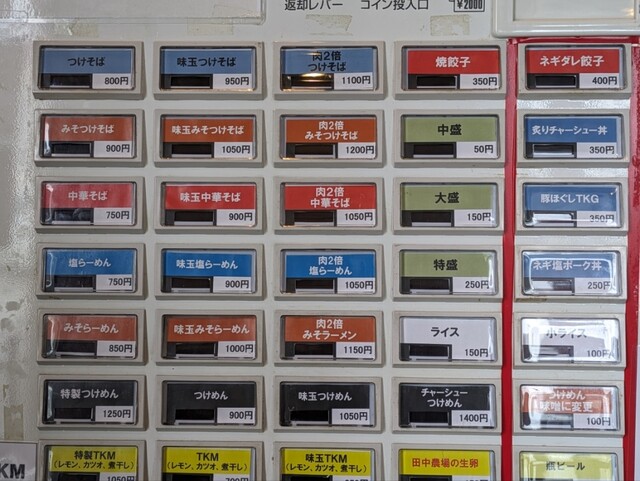 返却レバー コイン投入口 ¥2000
つけそば 800円
味玉つけそば 950円
肉2倍
つけそば 1100円
焼餃子 350円
ネギダレ餃子 400円
みそつけそば 900円
味玉みそつけそば 1050円
肉2倍
みそつけそば 1200円
中盛 50円
炙りチャーシュー丼 350円
中華そば 750円
味玉中華そば 900円
肉2倍
中華そば 1050円
大盛 150円
豚ほぐしTKG 350円
塩らーめん 750円
味玉塩らーめん 900円
肉2倍
塩らーめん 1050円
特盛 250円
ネギ塩ポーク丼 250円
みそらーめん 850円
味玉みそらーめん 1000円
肉2倍
みそラーメン 1150円
ライス 150円
小ライス 100円
特製つけめん 1250円
つけめん 900円
味玉つけめん 1050円
チャーシュー
つけめん 1400円
つけめん
味噌に変更 100円
KM
特製TKM
(レモン、カツオ、煮干し)
1050円
TKM
(レモン、カツオ、煮干し)
味玉TKM
(レモン、カツオ、煮干し)
田中農場の生卵
瓶ビール